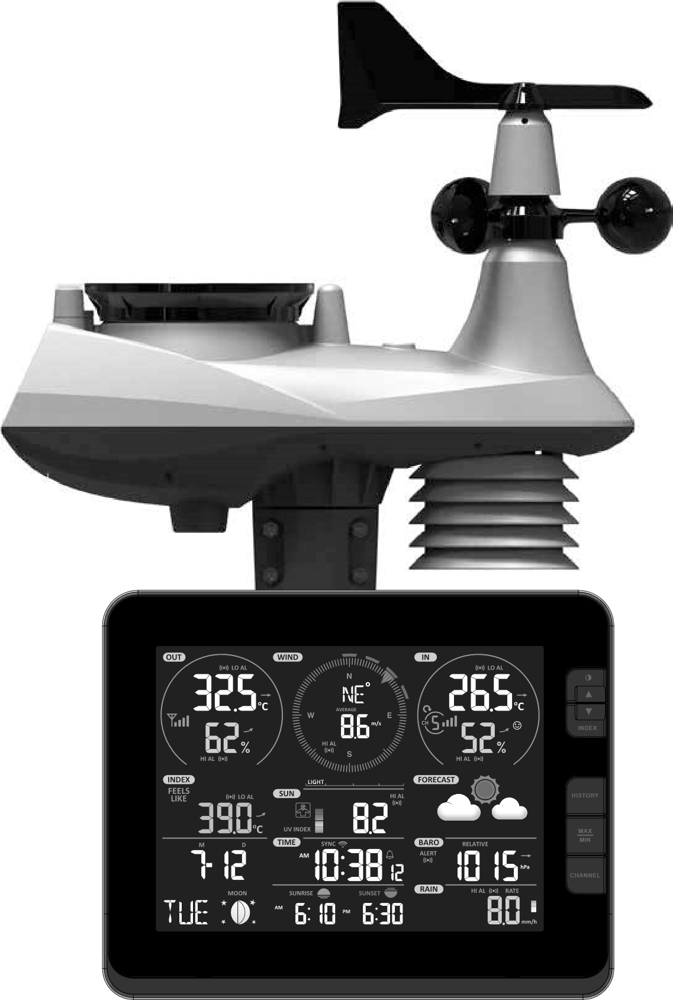 OUT
LO AL
32.5 °C
62 %
HI AL
WIND
N
NE°
AVERAGE
W
E
8.6 m/s
HI AL
S
IN
LO AL
26.5 °C
CH 5
52 %
HI AL
INDEX
FEELS
LIKE
LO AL
39.0 °C
LIGHT
SUN
HI AL
UV INDEX
8.2
FORECAST
M D
7-12
TIME
SYNC
AM 10:38 12
BARO
RELATIVE
ALERT
1015 hPa
MOON
TUE
SUNRISE
AM 6:10
SUNSET
PM 6:30
RAIN
HI AL RATE
8.0 mm/h
INDEX
HISTORY
MAX
MIN
CHANNEL